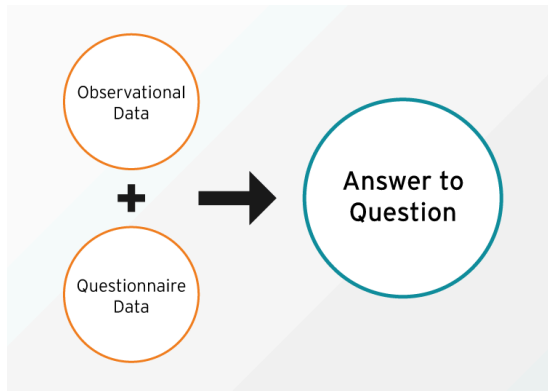 Observational
Data
+
Questionnaire
Data
Answer to
Question